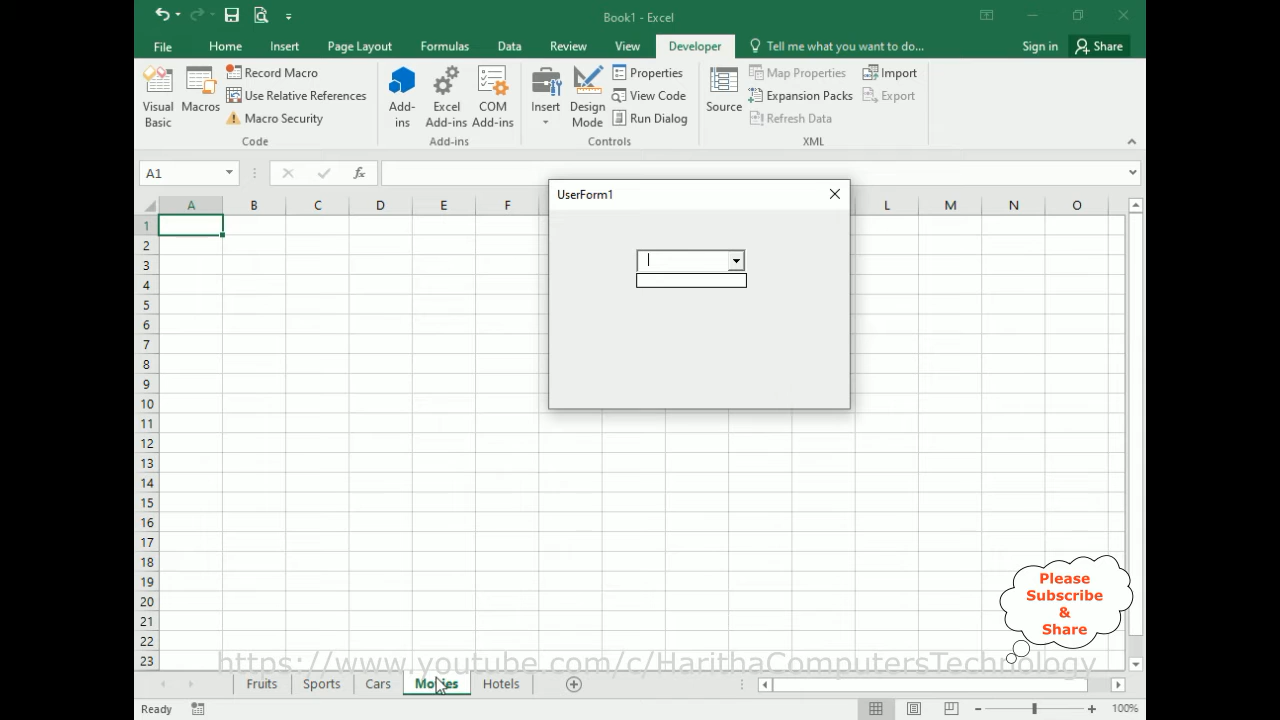 Book1 - Excel
File Home Insert Page Layout Formulas Data Review View Developer Tell me what you want to do... Sign in Share
Visual Basic
Macros
Record Macro
Use Relative References
Macro Security
Code
Add-ins
Excel Add-ins
COM Add-ins
Add-ins
Insert
Design Mode
Properties
View Code
Run Dialog
Controls
Source
Map Properties
Expansion Packs
Refresh Data
Import
Export
XML
A1
fx
UserForm1
A B C D E F L M N O
1
2
3
4
5
6
7
8
9
10
11
12
13
14
15
16
17
18
19
20
21
22
23
Please
Subscribe
&
Share
https://www.youtube.com/c/HarithaComputersTechnology
Fruits Sports Cars Movies Hotels
Ready 100%